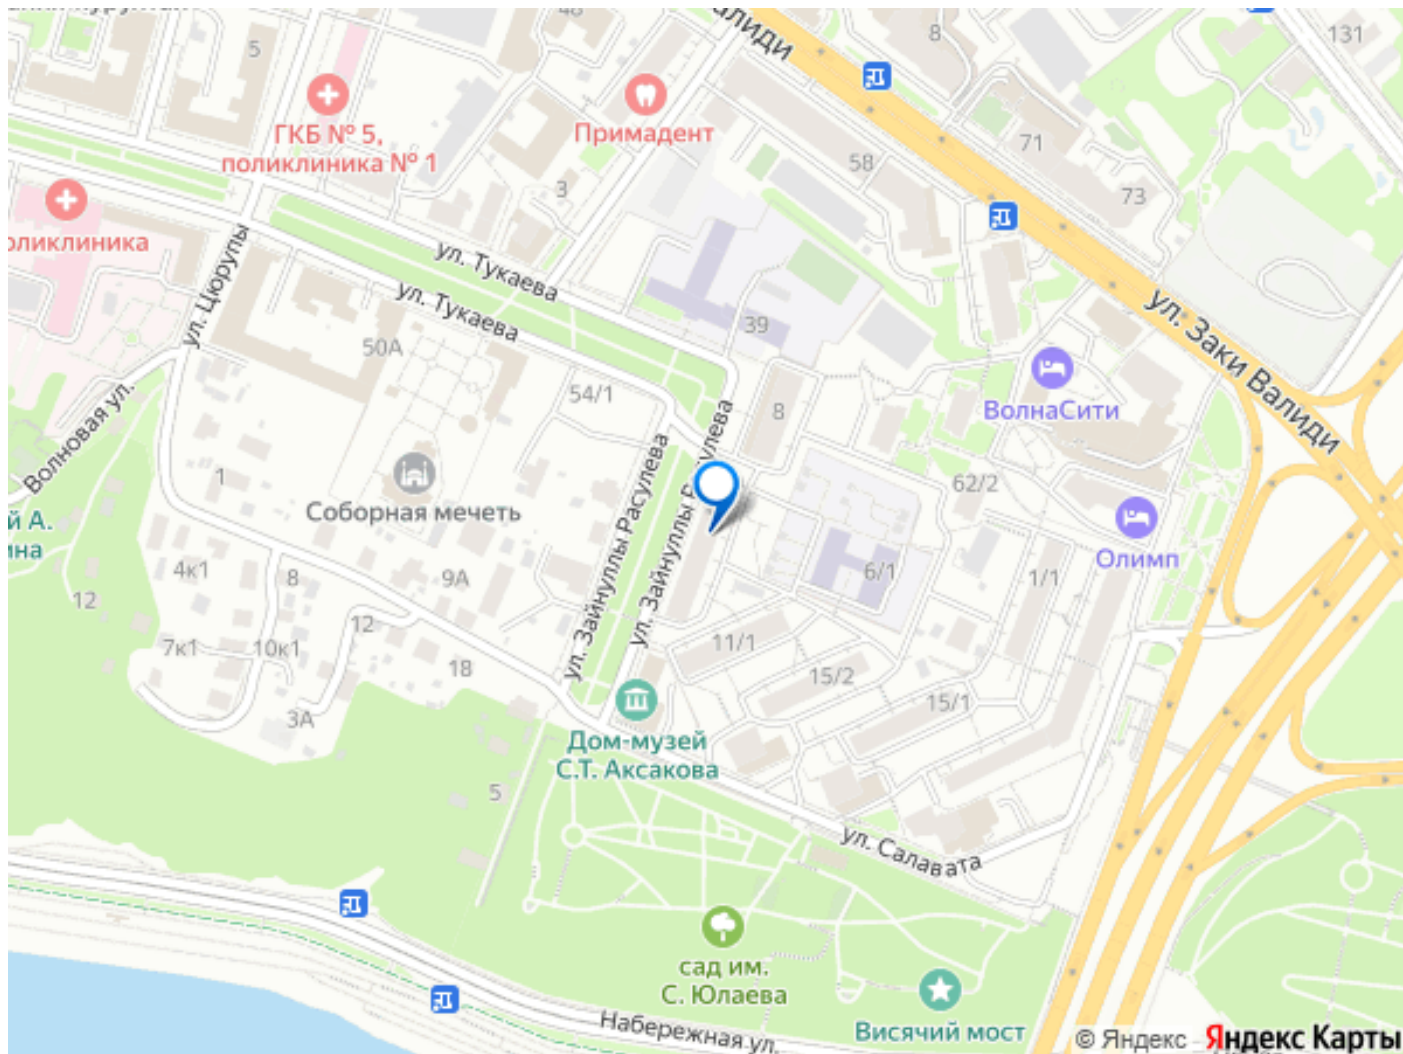 48
5
8
131
Валиди
ГКБ № 5,
поликлиника № 1
Примадент
58
71
73
3
ул. Тукаева
ул. Цюрупы
ул. Тукаева
39
50А
54/1
8
ВолнаСити
ул. Заки Валиди
Волновая ул.
1
Соборная мечеть
ул. Зайнуллы Расулева
ул. Зайнуллы Расулева
62/2
Олимп
4к1
8
9А
6/1
1/1
12
12
7к1
10к1
18
11/1
15/2
15/1
3А
Дом-музей
С.Т. Аксакова
5
ул. Салавата
сад им.
С. Юлаева
Висячий мост
Набережная ул.
© Яндекс Яндекс Карты